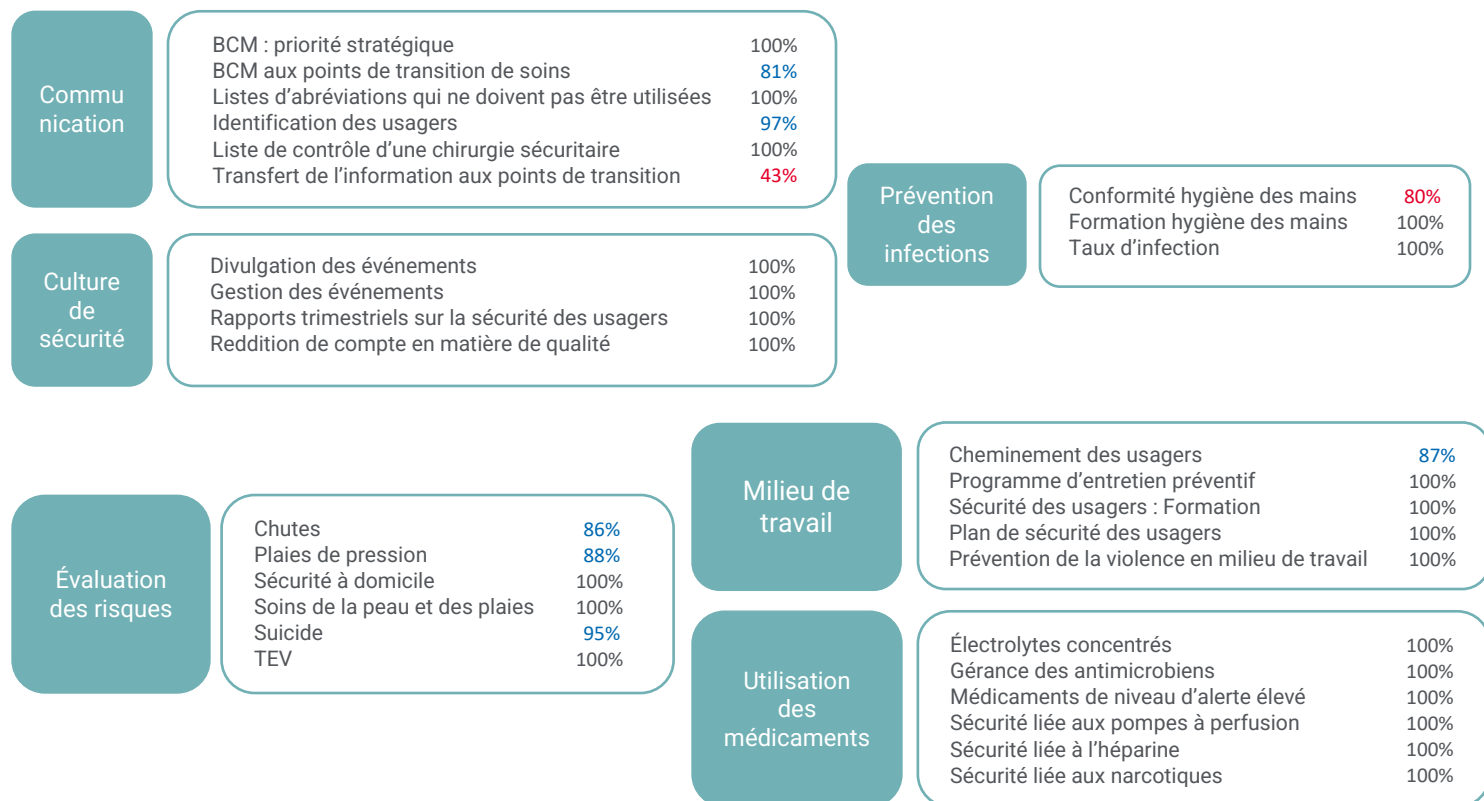 Commu
nication
BCM : priorité stratégique 100%
BCM aux points de transition de soins 81%
Listes d'abréviations qui ne doivent pas être utilisées 100%
Identification des usagers 97%
Liste de contrôle d'une chirurgie sécuritaire 100%
Transfert de l'information aux points de transition 43%
Prévention
des
infections
Conformité hygiène des mains 80%
Formation hygiène des mains 100%
Taux d'infection 100%
Culture
de
sécurité
Divulgation des événements 100%
Gestion des événements 100%
Rapports trimestriels sur la sécurité des usagers 100%
Reddition de compte en matière de qualité 100%
Milieu de
travail
Cheminement des usagers 87%
Programme d'entretien préventif 100%
Sécurité des usagers : Formation 100%
Plan de sécurité des usagers 100%
Prévention de la violence en milieu de travail 100%
Évaluation
des risques
Chutes 86%
Plaies de pression 88%
Sécurité à domicile 100%
Soins de la peau et des plaies 100%
Suicide 95%
TEV 100%
Utilisation
des
médicaments
Électrolytes concentrés 100%
Gérance des antimicrobiens 100%
Médicaments de niveau d'alerte élevé 100%
Sécurité liée aux pompes à perfusion 100%
Sécurité liée à l'héparine 100%
Sécurité liée aux narcotiques 100%